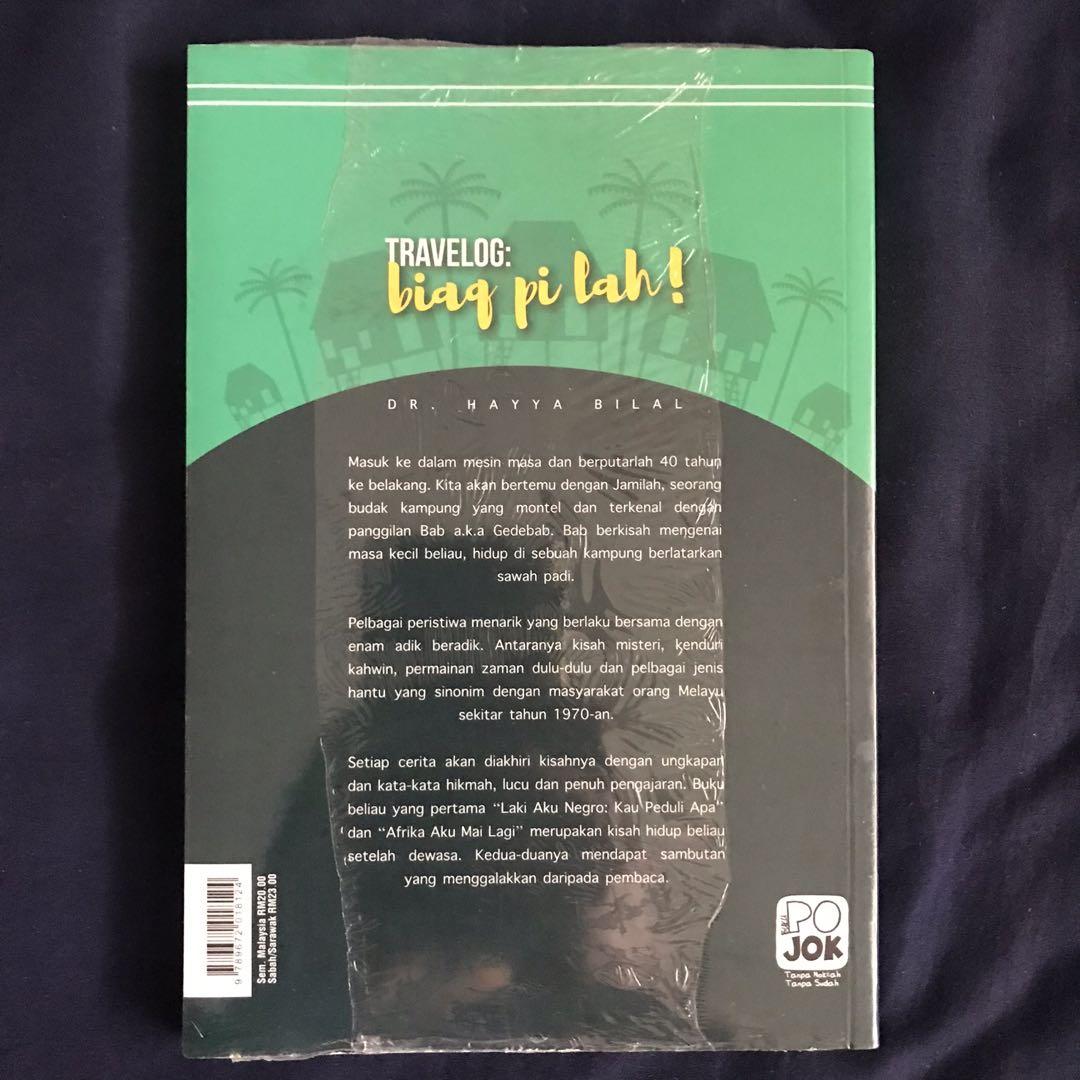 TRAVELOG:
biaq pi lah!
DR. HAYYA BILAL
Masuk ke dalam mesin masa dan berputarlah 40 tahun
ke belakang. Kita akan bertemu dengan Jamilah, seorang
budak kampung yang montel dan terkenal dengan
panggilan Bab a.k.a Gedebab. Bab berkisah mengenai
masa kecil beliau, hidup di sebuah kampung berlatarkan
sawah padi.
Pelbagai peristiwa menarik yang berlaku bersama dengan
enam adik beradik. Antaranya kisah misteri, kenduri
kahwin, permainan zaman dulu-dulu dan pelbagai jenis
hantu yang sinonim dengan masyarakat orang Melayu
sekitar tahun 1970-an.
Setiap cerita akan diakhiri kisahnya dengan ungkapan
dan kata-kata hikmah, lucu dan penuh pengajaran. Buku
beliau yang pertama “Laki Aku Negro: Kau Peduli Apa”
dan “Afrika Aku Mai Lagi” merupakan kisah hidup beliau
setelah dewasa. Kedua-duanya mendapat sambutan
yang menggalakkan daripada pembaca.
9 789672 018124
Sem. Malaysia RM20.00
Sabah/Sarawak RM23.00
BUKU
PO
JOK
Tanpa Noktah
Tanpa Sudah